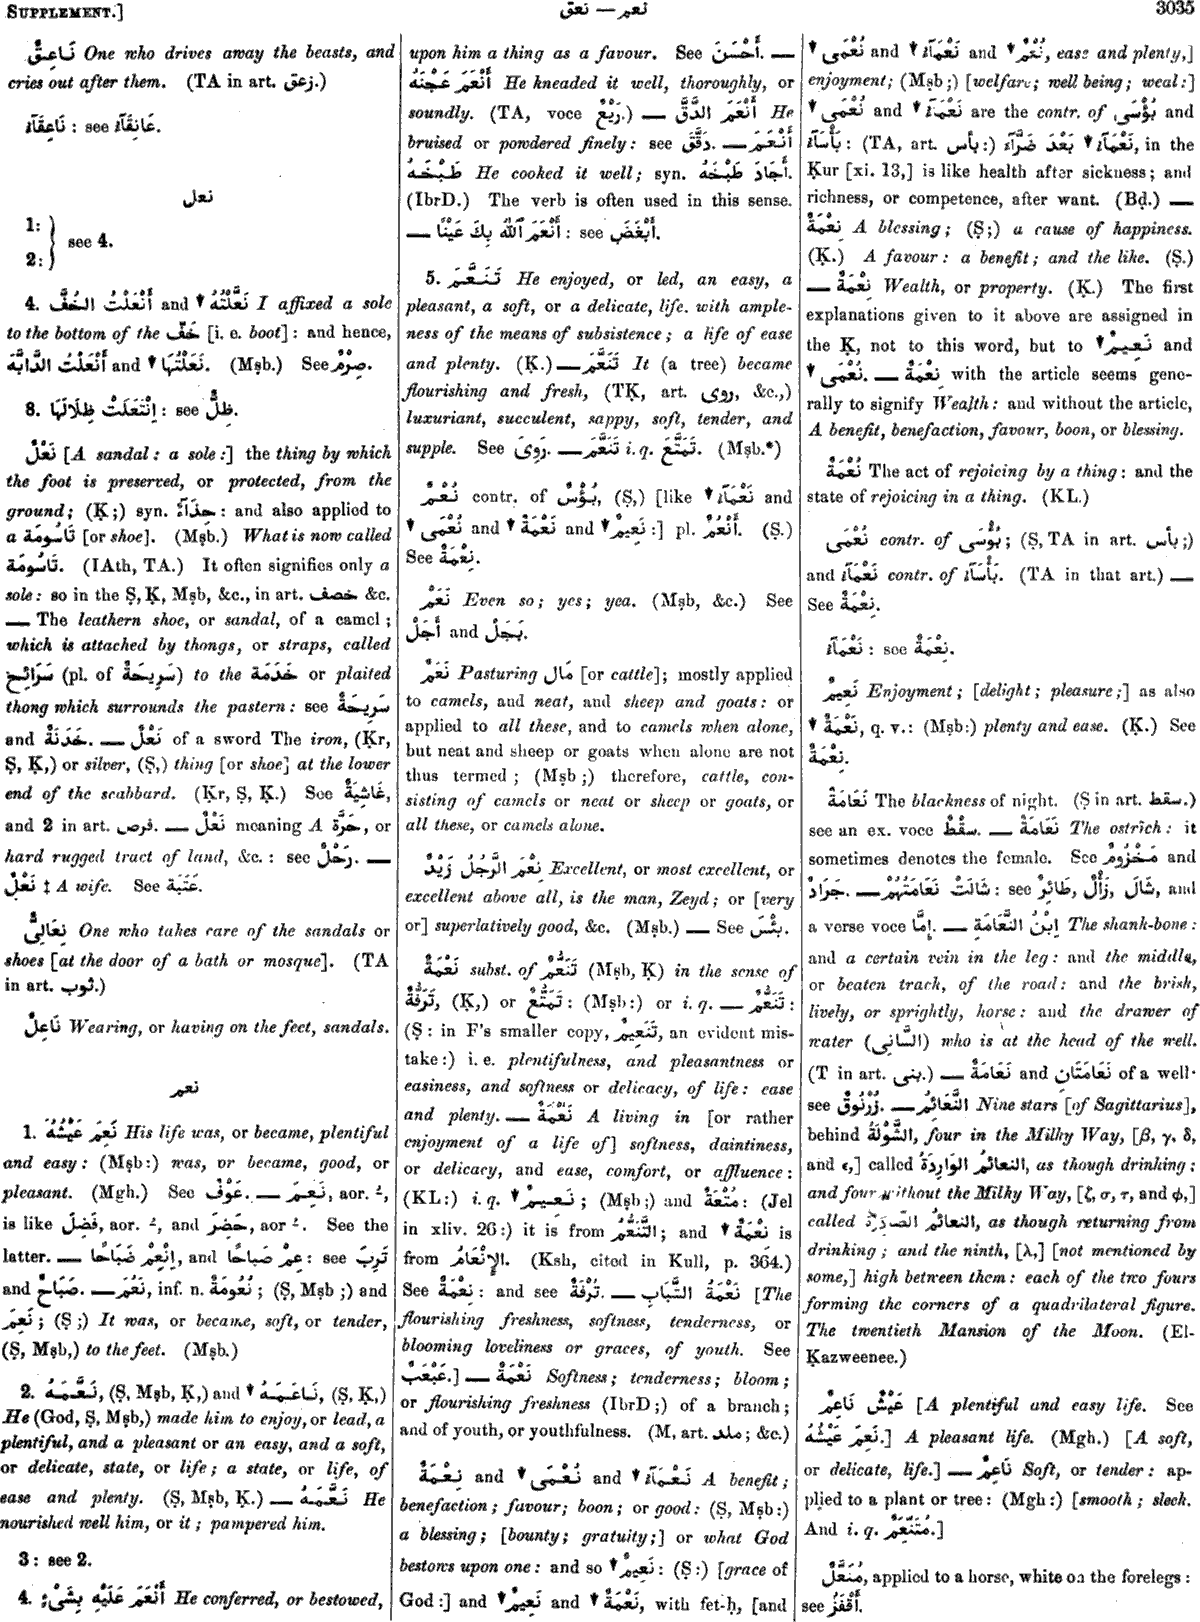 SUPPLEMENT.]
نعم — نعق
3035
نَاعِقٌ One who drives away the beasts, and
cries out after them. (TA in art. زعق.)
نَاعِقَآءُ : see عَانِقَآءُ.
نعل
1:
2: } see 4.
4. أَنْعَلْتُ الخُفَّ and ▼ نَعَّلْتُهُ I affixed a sole
to the bottom of the خُفّ [i. e. boot]: and hence,
أَنْعَلْتُ الدَّابَّةَ and ▼ نَعَلْتُهَا. (Mṣb.) See صِرْمٌ.
8. اِنْتَعَلَتْ ظِلَالَهَا : see ظِلٌّ.
نَعْلٌ [A sandal: a sole:] the thing by which
the foot is preserved, or protected, from the
ground; (Ḳ;) syn. حِذَآءٌ: and also applied to
a تَاسُومَة [or shoe]. (Mṣb.) What is now called
تَاسُومَة. (IAth, TA.) It often signifies only a
sole: so in the Ṣ, Ḳ, Mṣb, &c., in art. خصف &c.
— The leathern shoe, or sandal, of a camel;
which is attached by thongs, or straps, called
سَرَائِح (pl. of سَرِيحَةٌ) to the خَدَمَة or plaited
thong which surrounds the pastern: see سَرِيحَةٌ
and خَدَنَةٌ. — نَعْلٌ of a sword The iron, (Kr,
Ṣ, Ḳ,) or silver, (Ṣ,) thing [or shoe] at the lower
end of the scabbard. (Kr, Ṣ, Ḳ.) See غَاشِيَةٌ,
and 2 in art. قرص. — نَعْلٌ meaning A حَرَّة, or
hard rugged tract of land, &c.: see رَحْلٌ. —
نَعْلٌ ‡ A wife. See عَتَبَة.
نِعَالِىٌّ One who takes care of the sandals or
shoes [at the door of a bath or mosque]. (TA
in art. ثوب.)
نَاعِلٌ Wearing, or having on the feet, sandals.
نعم
1. نَعِمَ عَيْشُهُ His life was, or became, plentiful
and easy: (Mṣb:) was, or became, good, or
pleasant. (Mgh.) See عَوْفٌ. — نَعِمَ, aor. ـَ,
is like فَضِلَ, aor. ـُ, and حَضِرَ, aor ـُ. See the
latter. — اِنْعِمْ صَبَاحًا, and عِمْ صَبَاحًا: see تَرِبَ
and صَبَاحٌ. — نَعُمَ, inf. n. نُعُومَةٌ; (Ṣ, Mṣb;) and
نَعِمَ; (Ṣ;) It was, or became, soft, or tender,
(Ṣ, Mṣb,) to the feet. (Mṣb.)
2. نَعَّمَهُ, (Ṣ, Mṣb, Ḳ,) and ▼ نَاعَمَهُ, (Ṣ, Ḳ,)
He (God, Ṣ, Mṣb,) made him to enjoy, or lead, a
plentiful, and a pleasant or an easy, and a soft,
or delicate, state, or life; a state, or life, of
ease and plenty. (Ṣ, Mṣb, Ḳ.) — نَعَّمَهُ He
nourished well him, or it; pampered him.
3: see 2.
4. أَنْعَمَ عَلَيْهِ بِشَىْءٍ He conferred, or bestowed,
upon him a thing as a favour. See أَحْسَنَ. —
أَنْعَمَ عَجْنَهُ He kneaded it well, thoroughly, or
soundly. (TA, voce رَيْعٌ.) — أَنْعَمَ الدَّقَّ He
bruised or powdered finely: see دَقَّقَ. — أَنْعَمَ
طَبْخَهُ He cooked it well; syn. أَجَادَ طَبْخَهُ.
(IbrD.) The verb is often used in this sense.
— أَنْعَمَ ٱللّٰهُ بِكَ عَيْنًا : see أَبْغَضَ.
5. تَنَعَّمَ He enjoyed, or led, an easy, a
pleasant, a soft, or a delicate, life. with ample-
ness of the means of subsistence; a life of ease
and plenty. (Ḳ.) — تَنَعَّمَ It (a tree) became
flourishing and fresh, (TḲ, art. روى, &c.,)
luxuriant, succulent, sappy, soft, tender, and
supple. See رَوِىَ. — تَنَعَّمَ i. q. تَمَتَّعَ. (Mṣb.*)
نُعْمٌ contr. of بُؤْسٌ, (Ṣ,) [like ▼ نَعْمَآءُ and
▼ نُعْمَى and ▼ نَعْمَةٌ and ▼ نَعِيمٌ:] pl. أَنْعُمٌ. (Ṣ.)
See نِعْمَةٌ.
نَعَمْ Even so; yes; yea. (Mṣb, &c.) See
أَجَلْ and بَجَلْ.
نَعَمٌ Pasturing مَال [or cattle]; mostly applied
to camels, and neat, and sheep and goats: or
applied to all these, and to camels when alone,
but neat and sheep or goats when alone are not
thus termed; (Mṣb;) therefore, cattle, con-
sisting of camels or neat or sheep or goats, or
all these, or camels alone.
نِعْمَ الرَّجُلُ زَيْدٌ Excellent, or most excellent, or
excellent above all, is the man, Zeyd; or [very
or] superlatively good, &c. (Mṣb.) — See بِئْسَ.
نَعْمَةٌ subst. of تَنَعُّمٌ (Mṣb, Ḳ) in the sense of
تَرَفُّهٌ, (Ḳ,) or تَمَتُّعٌ: (Mṣb:) or i. q. — تَنَعُّمٌ:
(Ṣ: in F's smaller copy, تَنَعِيمٌ, an evident mis-
take:) i. e. plentifulness, and pleasantness or
easiness, and softness or delicacy, of life: ease
and plenty. — نَعْمَةٌ A living in [or rather
enjoyment of a life of] softness, daintiness,
or delicacy, and ease, comfort, or affluence:
(KL:) i. q. ▼ نَعِيمٌ; (Mṣb;) and مُتْعَةٌ: (Jel
in xliv. 26:) it is from التَّنَعُّمُ; and ▼ نِعْمَةٌ is
from الإِنْعَامُ. (Ksh, cited in Kull, p. 364.)
See نِعْمَةٌ: and see تُرْفَةٌ. — نَعْمَةُ الشَّبَابِ [The
flourishing freshness, softness, tenderness, or
blooming loveliness or graces, of youth. See
عَبْعَبٌ.] — نَعْمَةٌ Softness; tenderness; bloom;
or flourishing freshness (IbrD;) of a branch;
and of youth, or youthfulness. (M, art. ملد; &c.)
نِعْمَةٌ and ▼ نُعْمَى and ▼ نَعْمَآءُ A benefit;
benefaction; favour; boon; or good: (Ṣ, Mṣb:)
a blessing; [bounty; gratuity;] or what God
bestows upon one: and so ▼ نَعِيمٌ: (Ṣ:) [grace of
God:] and ▼ نَعِيمٌ and ▼ نَعْمَةٌ, with fet-ḥ, [and
▼ نُعْمَى and ▼ نَعْمَآءُ and ▼ نُعْمٌ, ease and plenty,]
enjoyment; (Mṣb;) [welfare; well being; weal:]
▼ نُعْمَى and ▼ نَعْمَآءُ are the contr. of بُؤْسَى and
بَأْسَآءُ: (TA, art. بأس:) ▼ نَعْمَآءُ بَعْدَ ضَرَّآءَ, in the
Ḳur [xi. 13,] is like health after sickness; and
richness, or competence, after want. (Bḍ.) —
نِعْمَةٌ A blessing; (Ṣ;) a cause of happiness.
(Ḳ.) A favour: a benefit; and the like. (Ṣ.)
— نِعْمَةٌ Wealth, or property. (Ḳ.) The first
explanations given to it above are assigned in
the Ḳ, not to this word, but to ▼ نَعِيمٌ and
▼ نُعْمَى. — نِعْمَةٌ with the article seems gene-
rally to signify Wealth: and without the article,
A benefit, benefaction, favour, boon, or blessing.
نُعْمَةٌ The act of rejoicing by a thing: and the
state of rejoicing in a thing. (KL.)
نُعْمَى contr. of بُؤْسَى; (Ṣ, TA in art. بأس;)
and نَعْمَآءُ contr. of بَأْسَآءُ. (TA in that art.) —
See نِعْمَةٌ.
نَعْمَآءُ : see نِعْمَةٌ.
نَعِيمٌ Enjoyment; [delight; pleasure;] as also
▼ نَعْمَةٌ, q. v.: (Mṣb:) plenty and ease. (Ḳ.) See
نِعْمَةٌ.
نَعَامَةٌ The blackness of night. (Ṣ in art. سقط.)
see an ex. voce سِقْطٌ. — نَعَامَةٌ The ostrich: it
sometimes denotes the female. See مَخْزُومٌ and
جَرَادٌ. — شَالَتْ نَعَامَتُهُمْ: see شَالَ, رَأْلٌ, طَائِرٌ, and
a verse voce إِمَّا. — اِبْنُ النَّعَامَةِ The shank-bone:
and a certain vein in the leg: and the middle,
or beaten track, of the road: and the brisk,
lively, or sprightly, horse: and the drawer of
water (السَّانِى) who is at the head of the well.
(T in art. بنى.) — نَعَامَةٌ and نَعَامَتَانِ of a well·
see زُرْنُوقٌ. — النَّعَائِمُ Nine stars [of Sagittarius],
behind الشَّوْلَةُ, four in the Milky Way, [β, γ, δ,
and ϵ,] called النعائمُ الوَارِدَةُ, as though drinking:
and four without the Milky Way, [ζ, σ, τ, and φ,]
called النعائمُ الصَّادِرَةُ, as though returning from
drinking; and the ninth, [λ,] [not mentioned by
some,] high between them: each of the two fours
forming the corners of a quadrilateral figure.
The twentieth Mansion of the Moon. (El-
Ḳazweenee.)
عَيْشٌ نَاعِمٌ [A plentiful and easy life. See
نَعِمَ عَيْشُهُ.] A pleasant life. (Mgh.) [A soft,
or delicate, life.] — نَاعِمٌ Soft, or tender: ap-
plied to a plant or tree: (Mgh:) [smooth; sleek.
And i. q. مُتَنَعِّمٌ.]
مُنَعَّلٌ, applied to a horse, white on the forelegs:
see أَقْفَزُ.